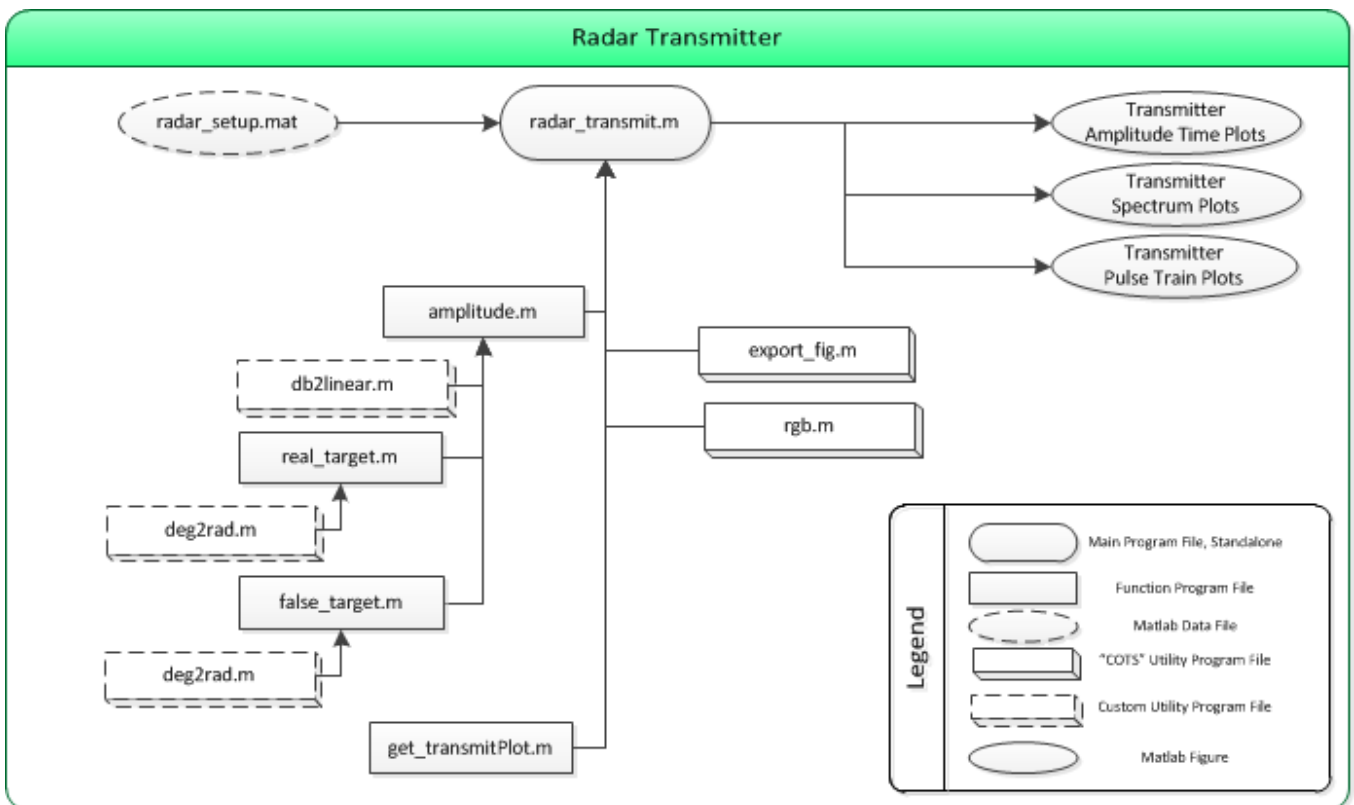 Radar Transmitter
radar_setup.mat
radar_transmit.m
Transmitter
Amplitude Time Plots
Transmitter
Spectrum Plots
Transmitter
Pulse Train Plots
amplitude.m
export_fig.m
db2linear.m
rgb.m
real_target.m
deg2rad.m
false_target.m
deg2rad.m
get_transmitPlot.m
Legend
Main Program File, Standalone
Function Program File
Matlab Data File
“COTS” Utility Program File
Custom Utility Program File
Matlab Figure